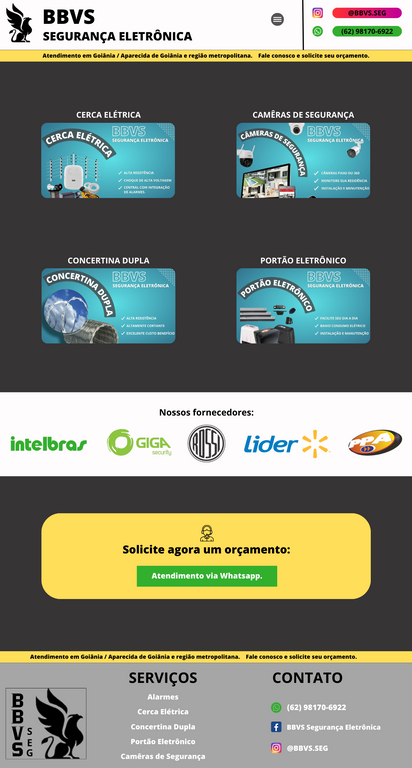 BBVS
SEGURANÇA ELETRÔNICA
@BBVS.SEG
(62) 98170-6922
Atendimento em Goiânia / Aparecida de Goiânia e região metropolitana. Fale conosco e solicite seu orçamento.
CERCA ELÉTRICA
CERCA ELÉTRICA
BBVS
SEGURANÇA ELETRÔNICA
ALTA RESISTÊNCIA
CHOQUE DE ALTA VOLTAGEM
CENTRAL COM INTEGRAÇÃO
DE ALARMES
CAMÊRAS DE SEGURANÇA
CÂMERAS DE SEGURANÇA
BBVS
SEGURANÇA ELETRÔNICA
MONITORE SUA RESIDÊNCIA
INSTALAÇÃO E MANUTENÇÃO
CONCERTINA DUPLA
CONCERTINA DUPLA
BBVS
SEGURANÇA ELETRÔNICA
ALTA RESISTÊNCIA
ALTAMENTE CORTANTE
EXCELENTE CUSTO BENEFÍCIO
PORTÃO ELETRÔNICO
PORTÃO ELETRÔNICO
BBVS
SEGURANÇA ELETRÔNICA
FACILITE SEU DIA A DIA
BAIXO CONSUMO ELÉTRICO
INSTALAÇÃO E MANUTENÇÃO
Nossos fornecedores:
intelbras
GIGA
security
ROSSI
lider
PPA
Solicite agora um orçamento:
Atendimento via Whatsapp.
Atendimento em Goiânia / Aparecida de Goiânia e região metropolitana. Fale conosco e solicite seu orçamento.
BBVS
SEG
SERVIÇOS
Alarmes
Cerca Elétrica
Concertina Dupla
Portão Eletrônico
Camêras de Segurança
CONTATO
(62) 98170-6922
BBVS Segurança Eletrônica
@BBVS.SEG